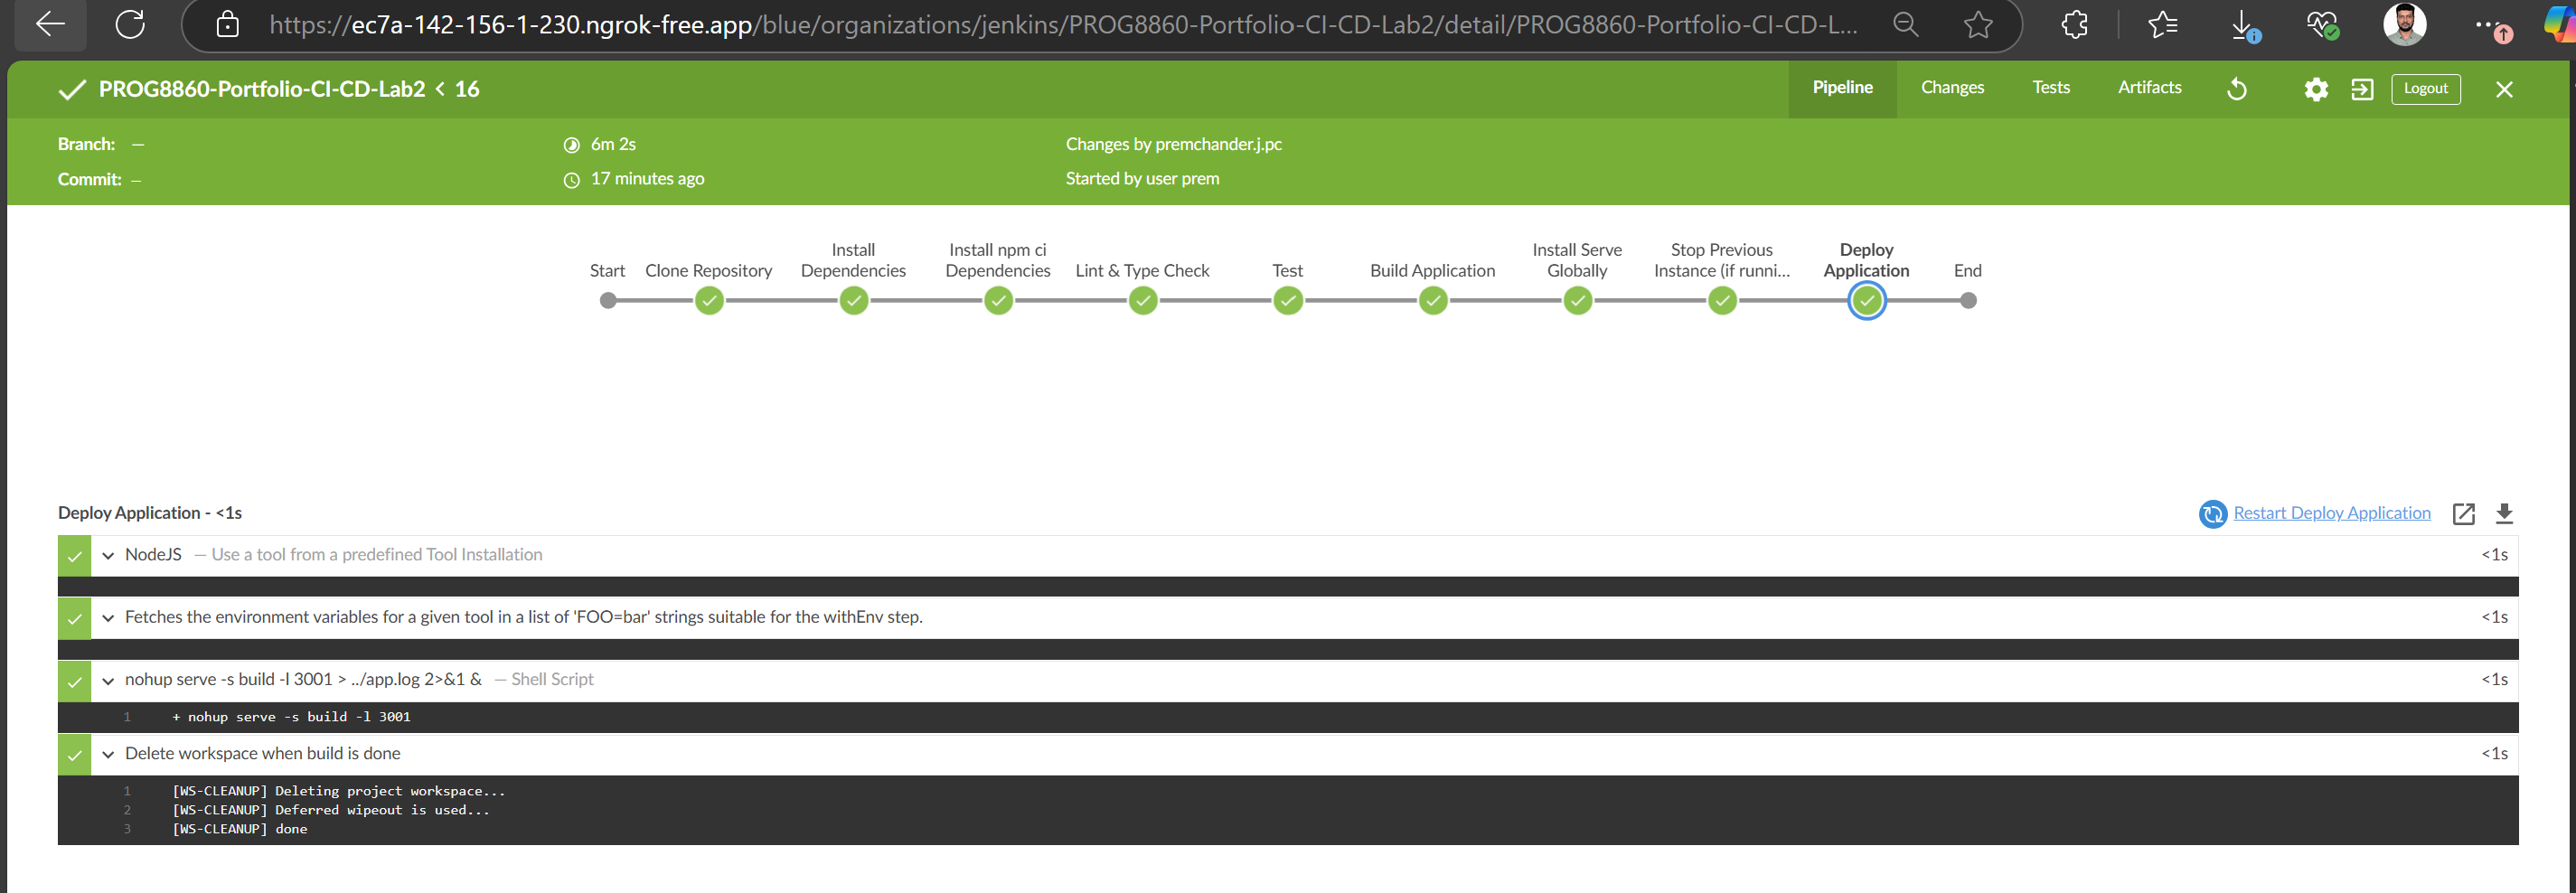 https://ec7a-142-156-1-230.ngrok-free.app/blue/organizations/jenkins/PROG8860-Portfolio-CI-CD-Lab2/detail/PROG8860-Portfolio-CI-CD-L...
PROG8860-Portfolio-CI-CD-Lab2 < 16
Pipeline
Changes
Tests
Artifacts
Logout
Branch: —
6m 2s
Changes by premchander.j.pc
Commit: —
17 minutes ago
Started by user prem
Start
Clone Repository
Install
Dependencies
Install npm ci
Dependencies
Lint & Type Check
Test
Build Application
Install Serve
Globally
Stop Previous
Instance (if runni...
Deploy
Application
End
Deploy Application - <1s
Restart Deploy Application
NodeJS — Use a tool from a predefined Tool Installation <1s
Fetches the environment variables for a given tool in a list of 'FOO=bar' strings suitable for the withEnv step. <1s
nohup serve -s build -l 3001 > ../app.log 2>&1 & — Shell Script <1s
1 + nohup serve -s build -l 3001
Delete workspace when build is done <1s
1 [WS-CLEANUP] Deleting project workspace...
2 [WS-CLEANUP] Deferred wipeout is used...
3 [WS-CLEANUP] done